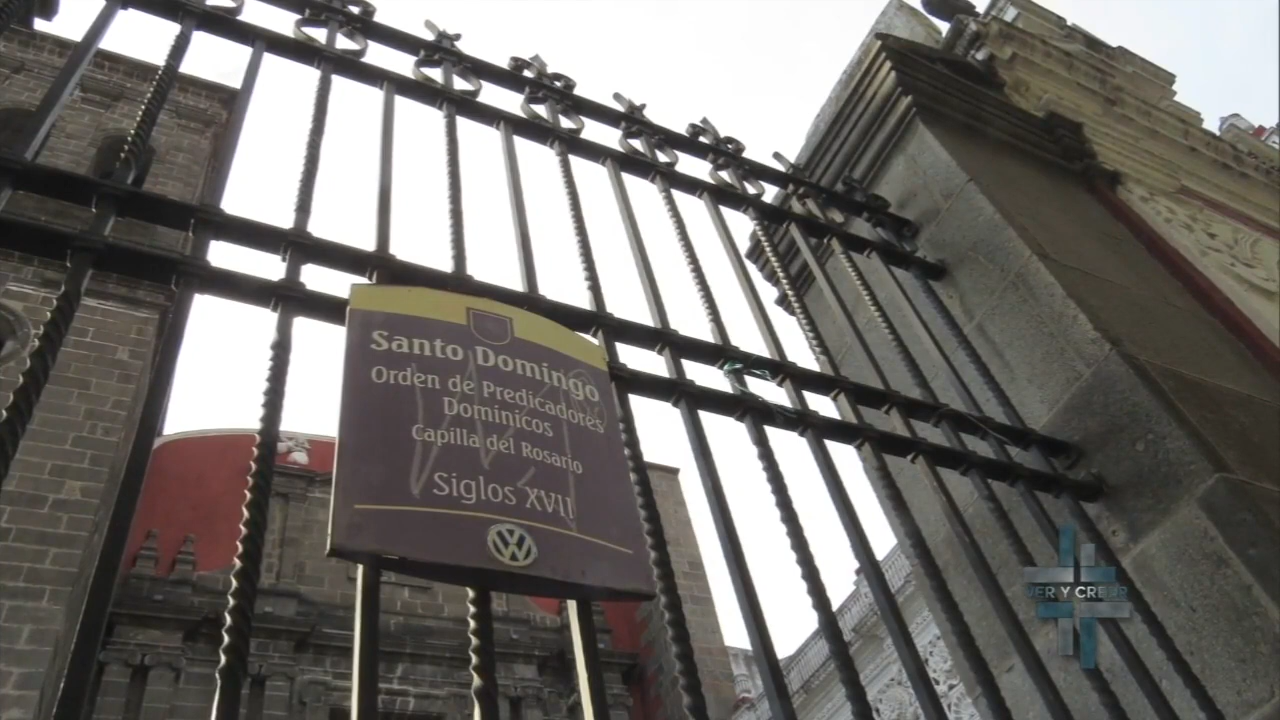 Santo Domingo
Orden de Predicadores
Dominicos
Capilla del Rosario
Siglos XVII
VER Y CREER